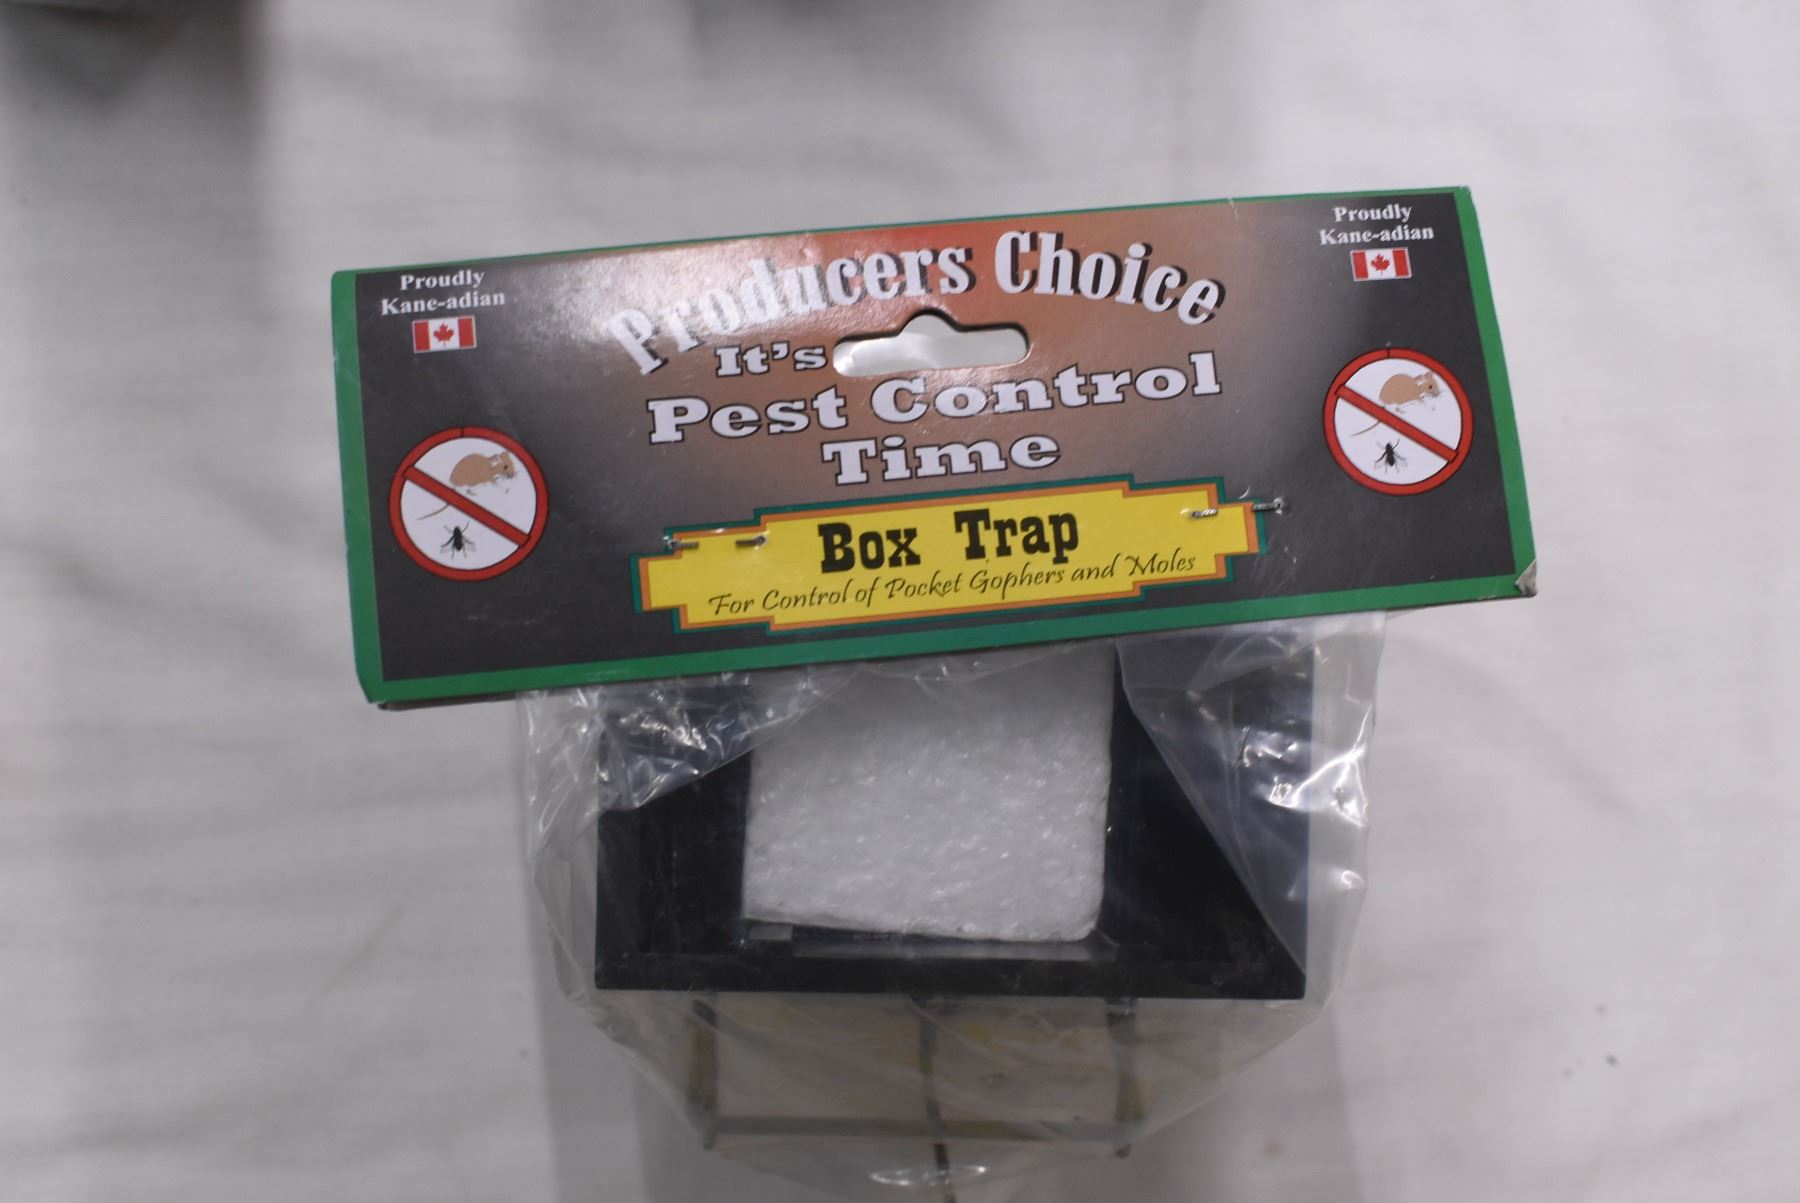 Proudly
Kane-adian
Proudly
Kane-adian
Producers Choice
It's
Pest Control
Time
Box Trap
For Control of Pocket Gophers and Moles